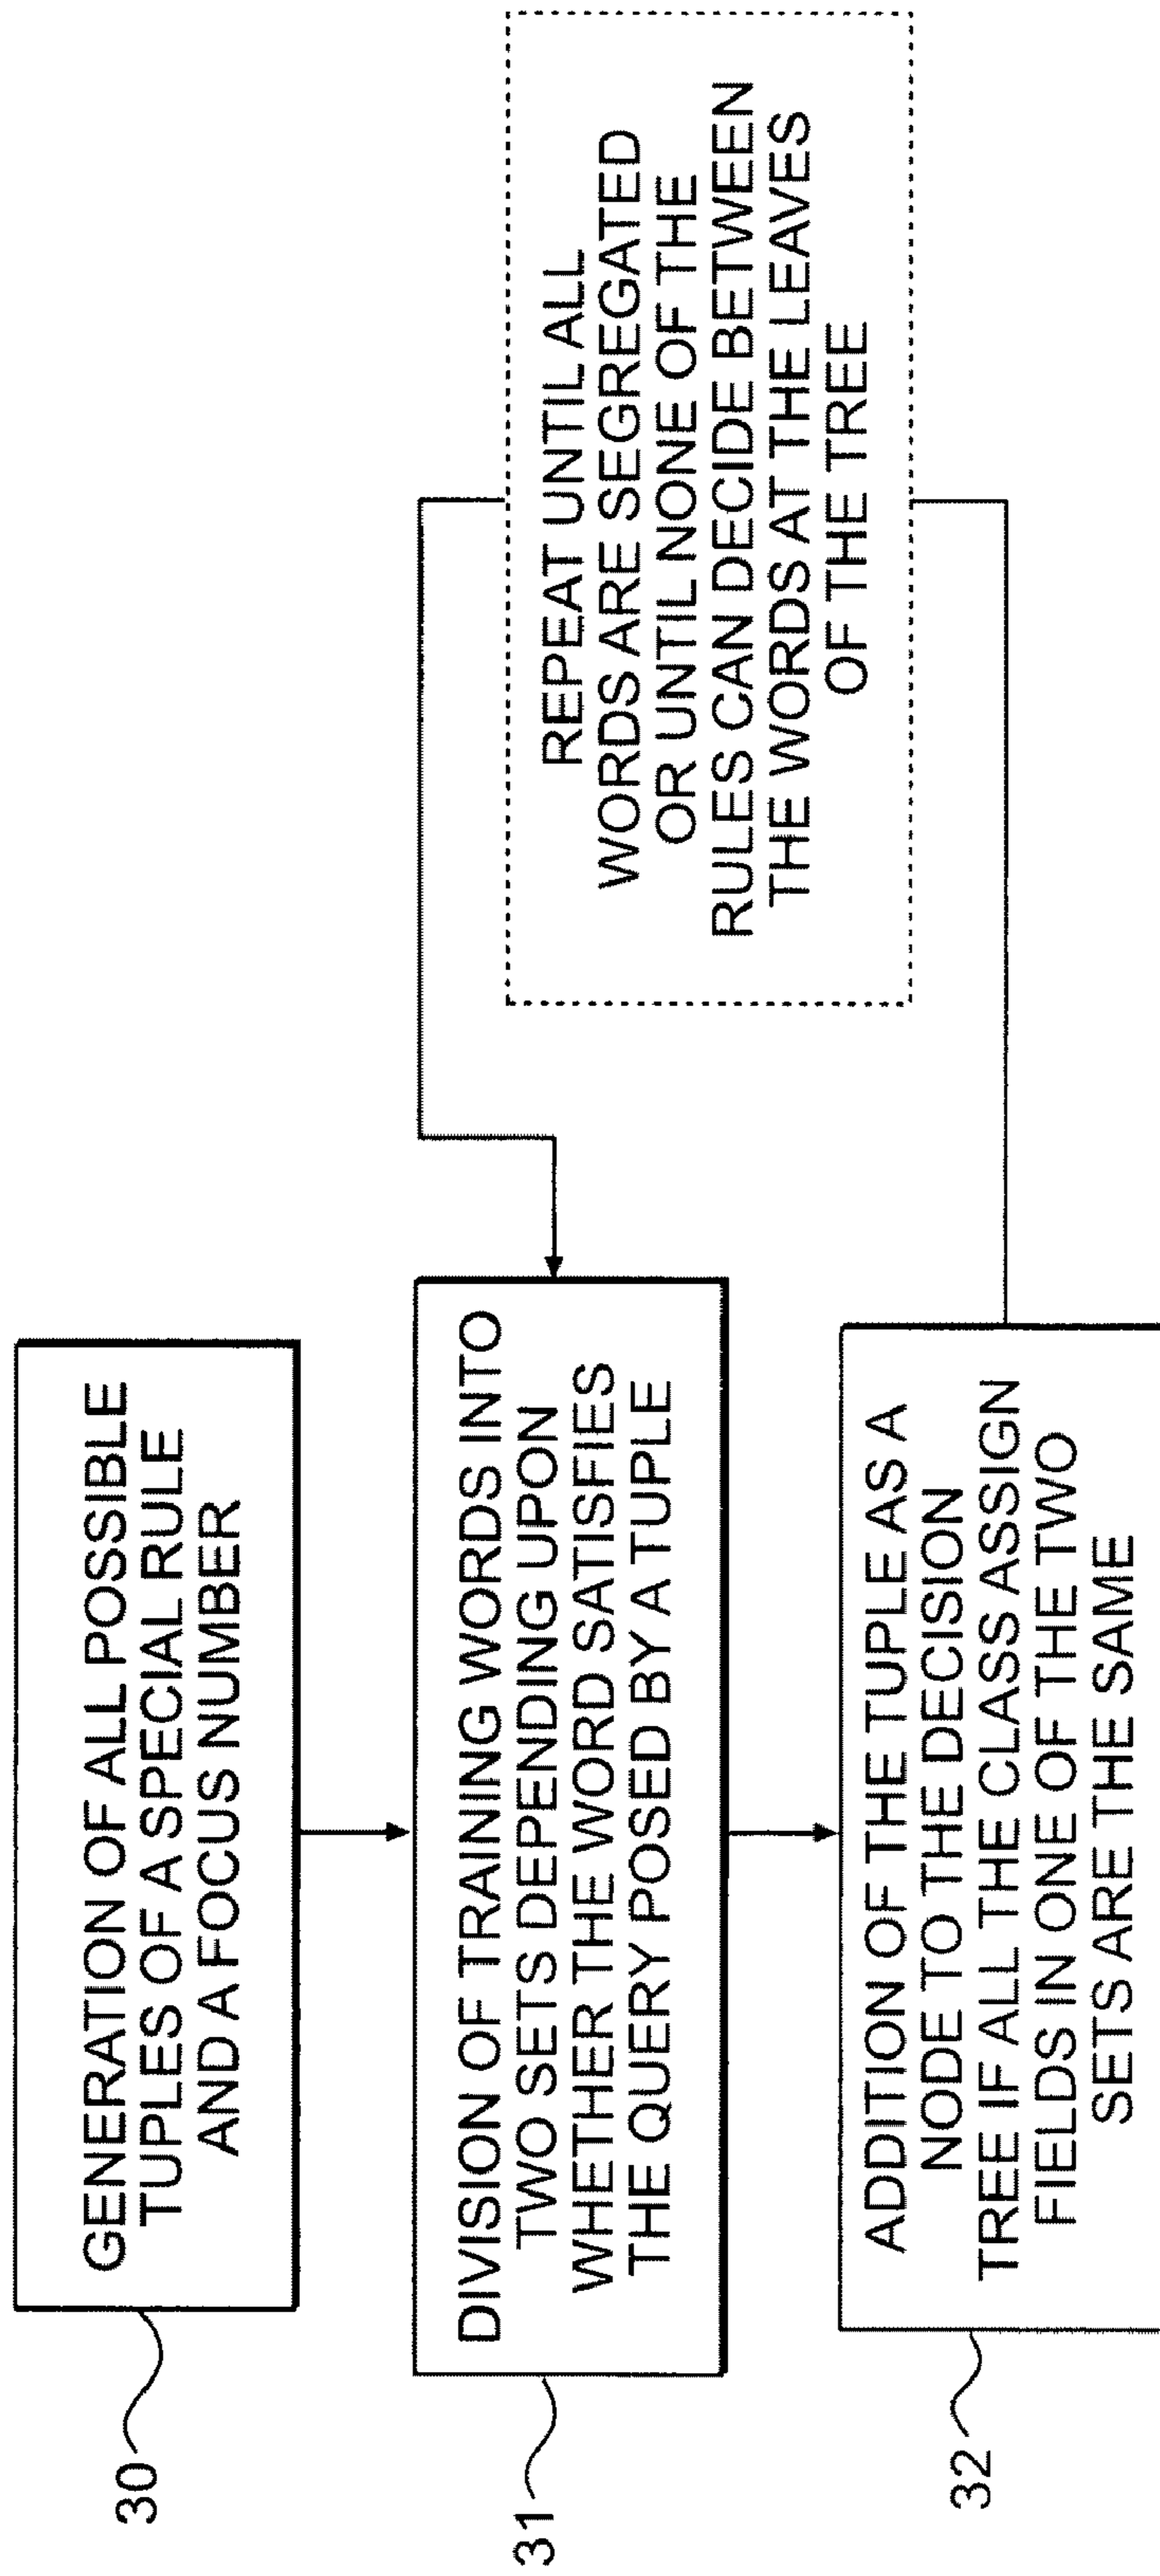 30
GENERATION OF ALL POSSIBLE
TUPLES OF A SPECIAL RULE
AND A FOCUS NUMBER
31
DIVISION OF TRAINING WORDS INTO
TWO SETS DEPENDING UPON
WHETHER THE WORD SATISFIES
THE QUERY POSED BY A TUPLE
32
ADDITION OF THE TUPLE AS A
NODE TO THE DECISION
TREE IF ALL THE CLASS ASSIGN
FIELDS IN ONE OF THE TWO
SETS ARE THE SAME
REPEAT UNTIL ALL
WORDS ARE SEGREGATED
OR UNTIL NONE OF THE
RULES CAN DECIDE BETWEEN
THE WORDS AT THE LEAVES
OF THE TREE